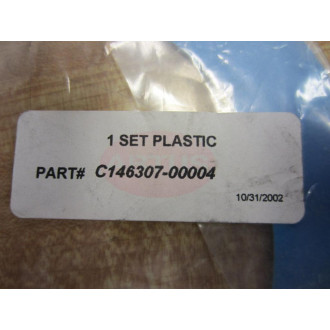 1 SET PLASTIC
PART# C146307-00004
10/31/2002